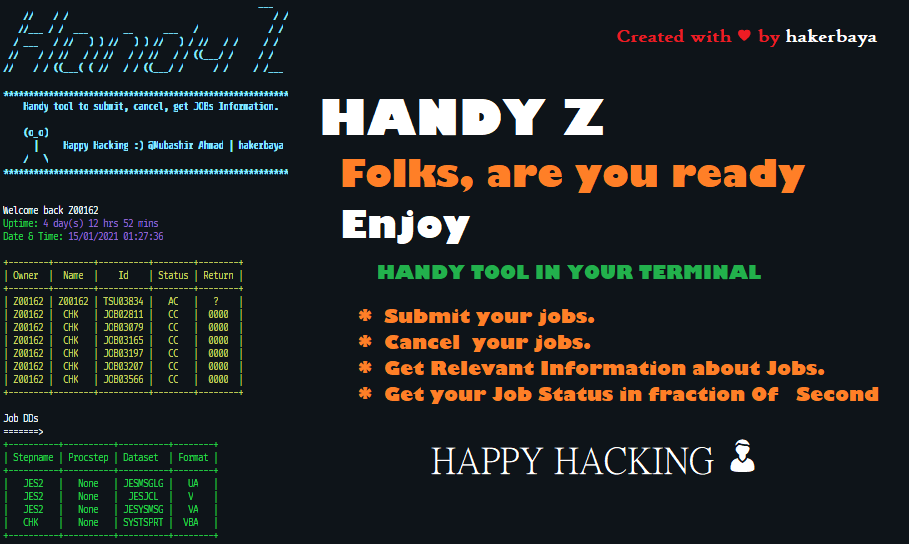 Handy Z
************************************************************
Handy tool to submit, cancel, get JOBs Information.
(o_o)
| Happy Hacking :) @Mubashir Ahmad | hakerbaya
/ \
************************************************************
Welcome back Z00162
Uptime: 4 day(s) 12 hrs 52 mins
Date & Time: 15/01/2021 01:27:36
+--------+--------+----------+--------+--------+
| Owner | Name | Id | Status | Return |
+--------+--------+----------+--------+--------+
| Z00162 | Z00162 | TSU03834 | AC | ? |
| Z00162 | CHK | JOB02811 | CC | 0000 |
| Z00162 | CHK | JOB03079 | CC | 0000 |
| Z00162 | CHK | JOB03165 | CC | 0000 |
| Z00162 | CHK | JOB03197 | CC | 0000 |
| Z00162 | CHK | JOB03207 | CC | 0000 |
| Z00162 | CHK | JOB03566 | CC | 0000 |
+--------+--------+----------+--------+--------+
Job DDs
=======>
+----------+----------+----------+--------+
| Stepname | Procstep | Dataset | Format |
+----------+----------+----------+--------+
| JES2 | None | JESMSGLG | UA |
| JES2 | None | JESJCL | V |
| JES2 | None | JESYSMSG | VA |
| CHK | None | SYSTSPRT | VBA |
+----------+----------+----------+--------+
Created with ♥ by hakerbaya
HANDY Z
Folks, are you ready
Enjoy
HANDY TOOL IN YOUR TERMINAL
* Submit your jobs.
* Cancel your jobs.
* Get Relevant Information about Jobs.
* Get your Job Status in fraction Of Second
HAPPY HACKING